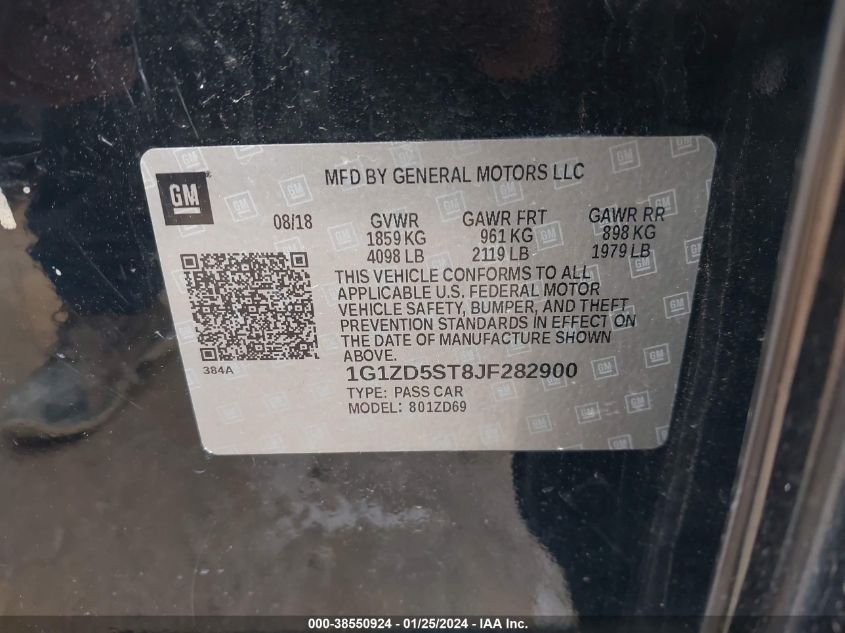 GM
MFD BY GENERAL MOTORS LLC
08/18 GVWR GAWR FRT GAWR RR
1859 KG 961 KG 898 KG
4098 LB 2119 LB 1979 LB
THIS VEHICLE CONFORMS TO ALL
APPLICABLE U.S. FEDERAL MOTOR
VEHICLE SAFETY, BUMPER, AND THEFT
PREVENTION STANDARDS IN EFFECT ON
THE DATE OF MANUFACTURE SHOWN
ABOVE.
384A
1G1ZD5ST8JF282900
TYPE: PASS CAR
MODEL: 801ZD69
000-38550924 | 01/25/2024 | IAA Inc.